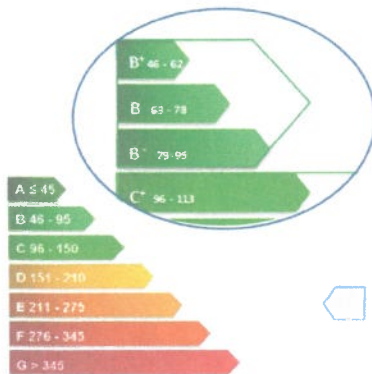 B⁺ 46 - 62
B 63 - 78
B⁻ 79-95
C⁺ 96 - 113
A ≤ 45
B 46 - 95
C 96 - 150
D 151 - 210
E 211 - 275
F 276 - 345
G > 345